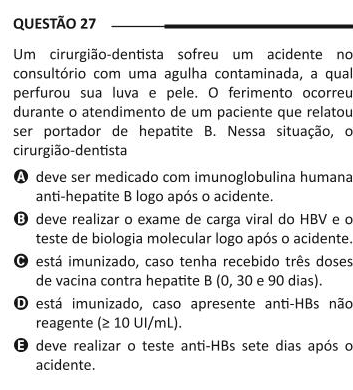 QUESTÃO 27
Um cirurgião-dentista sofreu um acidente no
consultório com uma agulha contaminada, a qual
perfurou sua luva e pele. O ferimento ocorreu
durante o atendimento de um paciente que relatou
ser portador de hepatite B. Nessa situação, o
cirurgião-dentista
A deve ser medicado com imunoglobulina humana
anti-hepatite B logo após o acidente.
B deve realizar o exame de carga viral do HBV e o
teste de biologia molecular logo após o acidente.
C está imunizado, caso tenha recebido três doses
de vacina contra hepatite B (0, 30 e 90 dias).
D está imunizado, caso apresente anti-HBs não
reagente (≥ 10 UI/mL).
E deve realizar o teste anti-HBs sete dias após o
acidente.